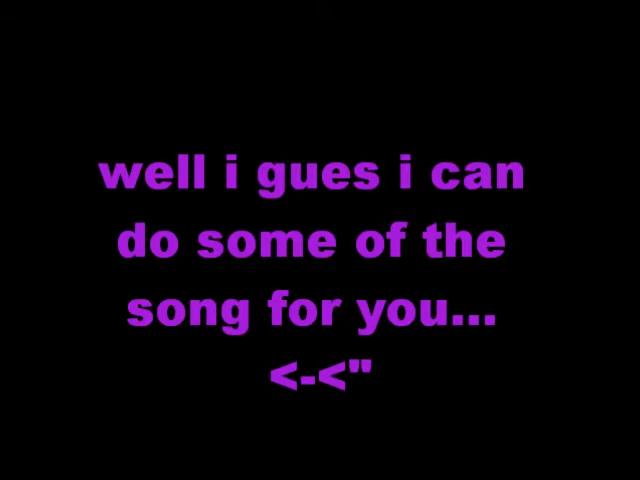 well i gues i can
do some of the
song for you...
<-<"